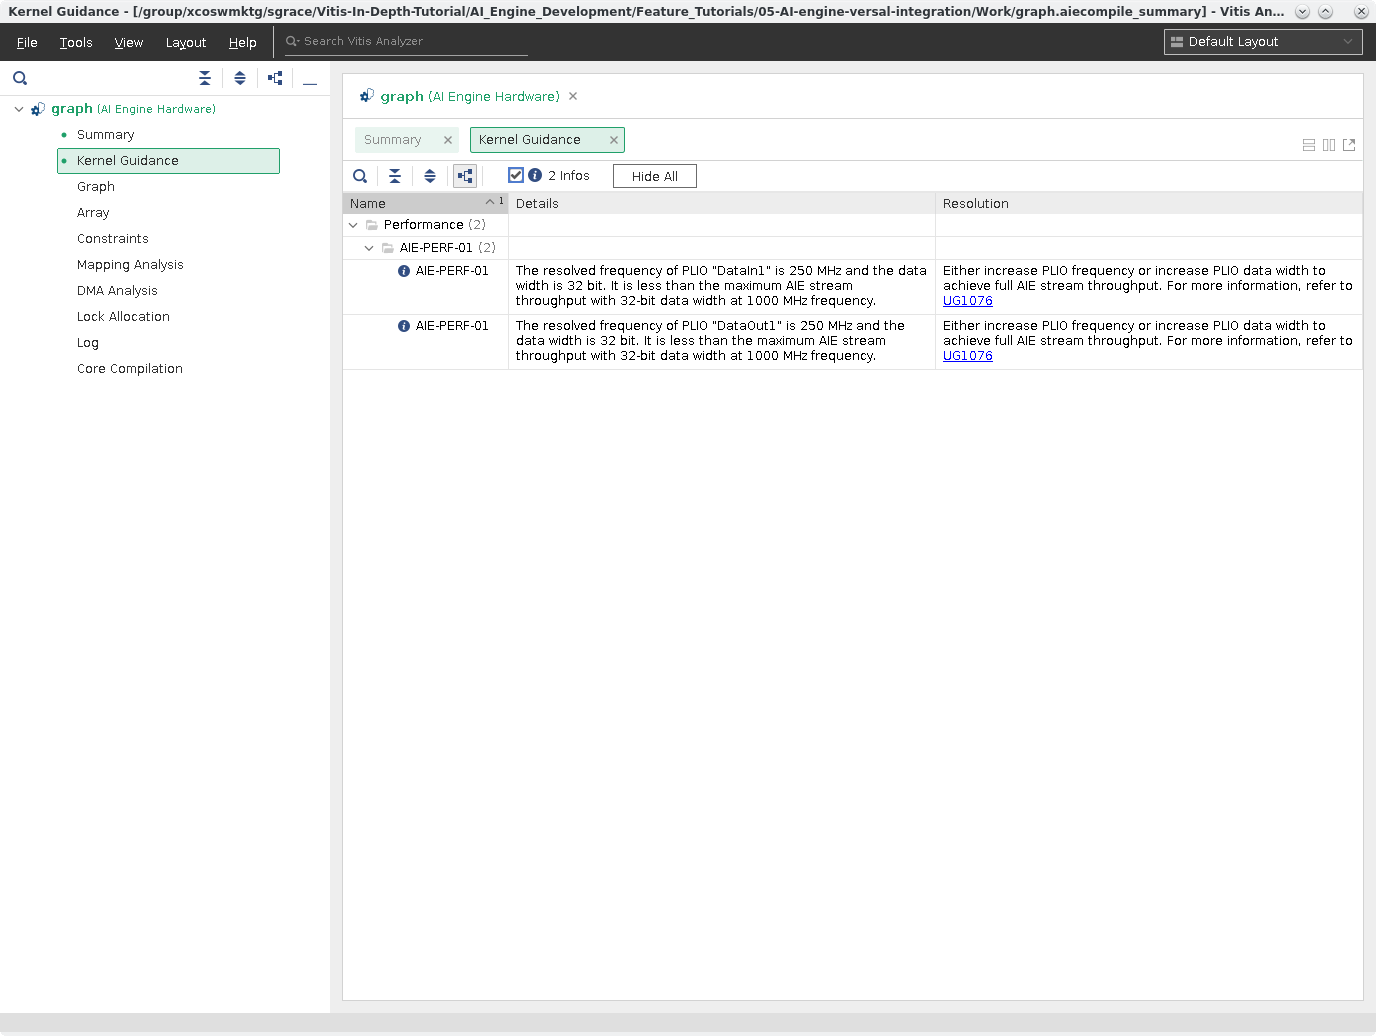 Kernel Guidance - [/group/xcoswmktg/sgrace/Vitis-In-Depth-Tutorial/AI_Engine_Development/Feature_Tutorials/05-AI-engine-versal-integration/Work/graph.aiecompile_summary] - Vitis An...
File Tools View Layout Help Search Vitis Analyzer Default Layout
graph (AI Engine Hardware)
Summary
Kernel Guidance
Graph
Array
Constraints
Mapping Analysis
DMA Analysis
Lock Allocation
Log
Core Compilation
graph (AI Engine Hardware)
Summary Kernel Guidance
2 Infos Hide All
Name 1 Details Resolution
Performance (2)
AIE-PERF-01 (2)
AIE-PERF-01
The resolved frequency of PLIO "DataIn1" is 250 MHz and the data
width is 32 bit. It is less than the maximum AIE stream
throughput with 32-bit data width at 1000 MHz frequency.
Either increase PLIO frequency or increase PLIO data width to
achieve full AIE stream throughput. For more information, refer to
UG1076
AIE-PERF-01
The resolved frequency of PLIO "DataOut1" is 250 MHz and the
data width is 32 bit. It is less than the maximum AIE stream
throughput with 32-bit data width at 1000 MHz frequency.
Either increase PLIO frequency or increase PLIO data width to
achieve full AIE stream throughput. For more information, refer to
UG1076